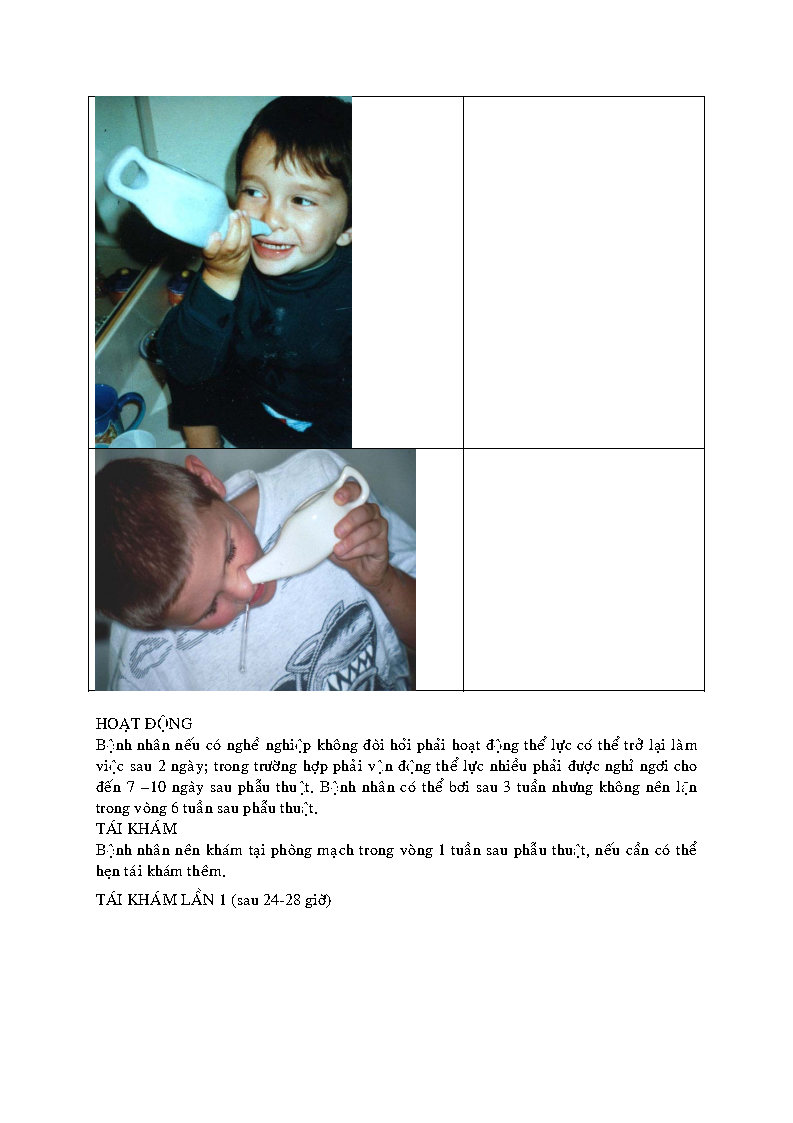 HOẠT ĐỘNG
Bệnh nhân nếu có nghề nghiệp không đòi hỏi phải hoạt động thể lực có thể trở lại làm
việc sau 2 ngày; trong trường hợp phải vận động thể lực nhiều phải được nghỉ ngơi cho
đến 7 –10 ngày sau phẫu thuật. Bệnh nhân có thể bơi sau 3 tuần nhưng không nên lặn
trong vòng 6 tuần sau phẫu thuật.
TÁI KHÁM
Bệnh nhân nên khám tại phòng mạch trong vòng 1 tuần sau phẫu thuật, nếu cần có thể
hẹn tái khám thêm.
TÁI KHÁM LẦN 1 (sau 24-28 giờ)